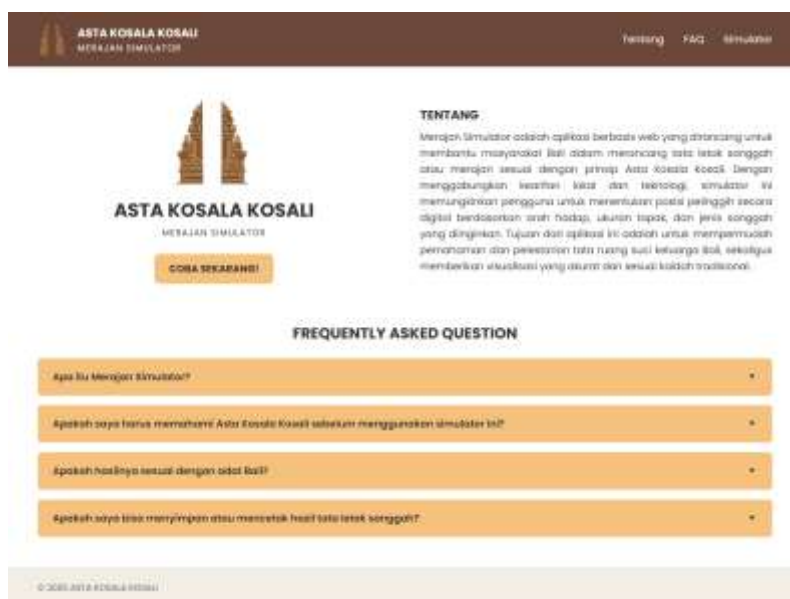 ASTA KOSALA KOSALI
MERAJAN SIMULATOR
Tentang FAQ Simulator
ASTA KOSALA KOSALI
MERAJAN SIMULATOR
COBA SEKARANG!
TENTANG
Merajan Simulator adalah aplikasi berbasis web yang dirancang untuk
membantu masyarakat Bali dalam merancang tata letak sanggah
atau merajan sesuai dengan prinsip Asta Kosala Kosali. Dengan
menggabungkan kearifan lokal dan teknologi, simulator ini
memungkinkan pengguna untuk menentukan posisi pelinggih secara
digital berdasarkan arah hadap, ukuran tapak, dan jenis sanggah
yang diinginkan. Tujuan dari aplikasi ini adalah untuk mempermudah
pemahaman dan pelestarian tata ruang suci keluarga Bali, sekaligus
memberikan visualisasi yang akurat dan sesuai kaidah tradisional.
FREQUENTLY ASKED QUESTION
Apa itu Merajan Simulator?
Apakah saya harus memahami Asta Kosala Kosali sebelum menggunakan simulator ini?
Apakah hasilnya sesuai dengan adat Bali?
Apakah saya bisa menyimpan atau mencetak hasil tata letak sanggah?
© 2025 ASTA KOSALA KOSALI